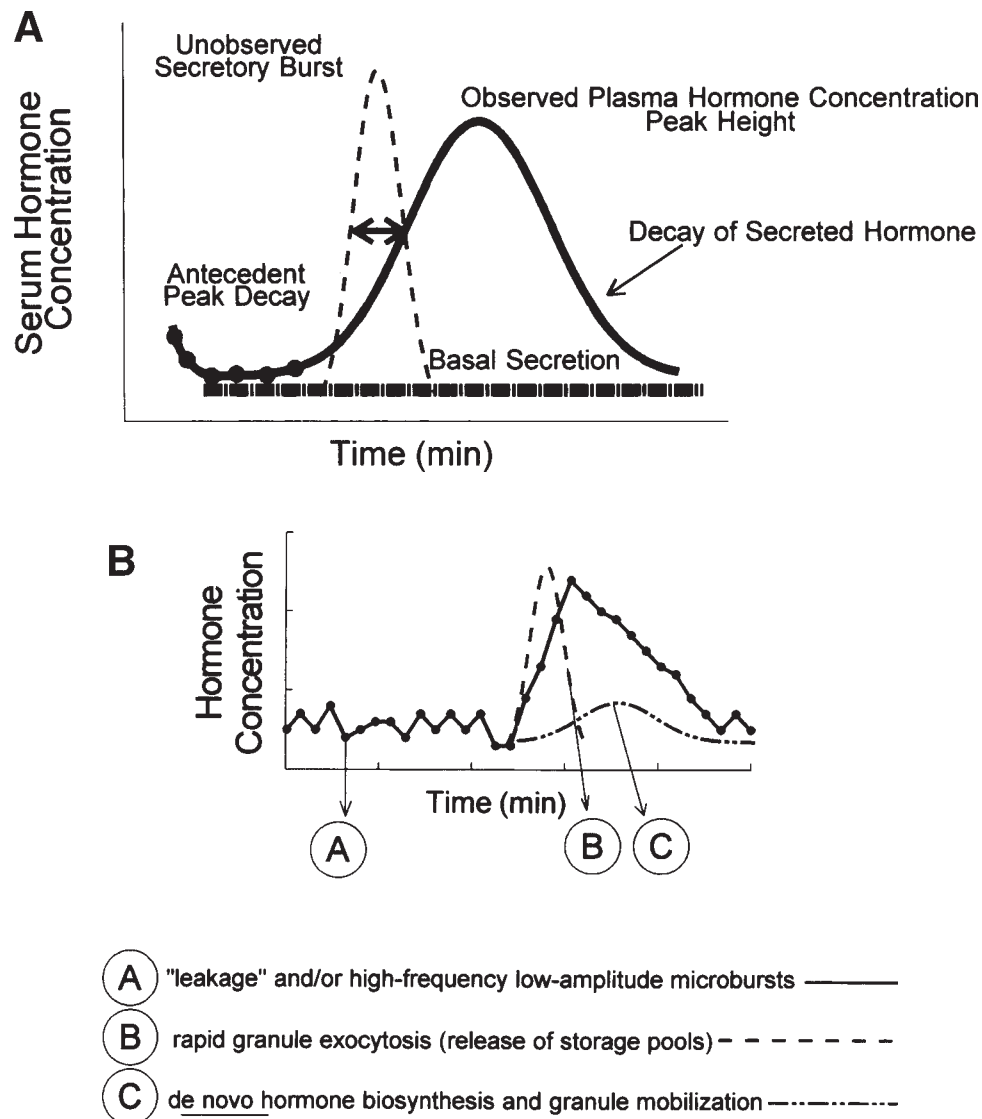 A
Unobserved
Secretory Burst
Observed Plasma Hormone Concentration
Peak Height
Decay of Secreted Hormone
Antecedent
Peak Decay
Basal Secretion
Serum Hormone
Concentration
Time (min)
B
Hormone
Concentration
Time (min)
A
B
C
A "leakage" and/or high-frequency low-amplitude microbursts
B rapid granule exocytosis (release of storage pools)
C de novo hormone biosynthesis and granule mobilization